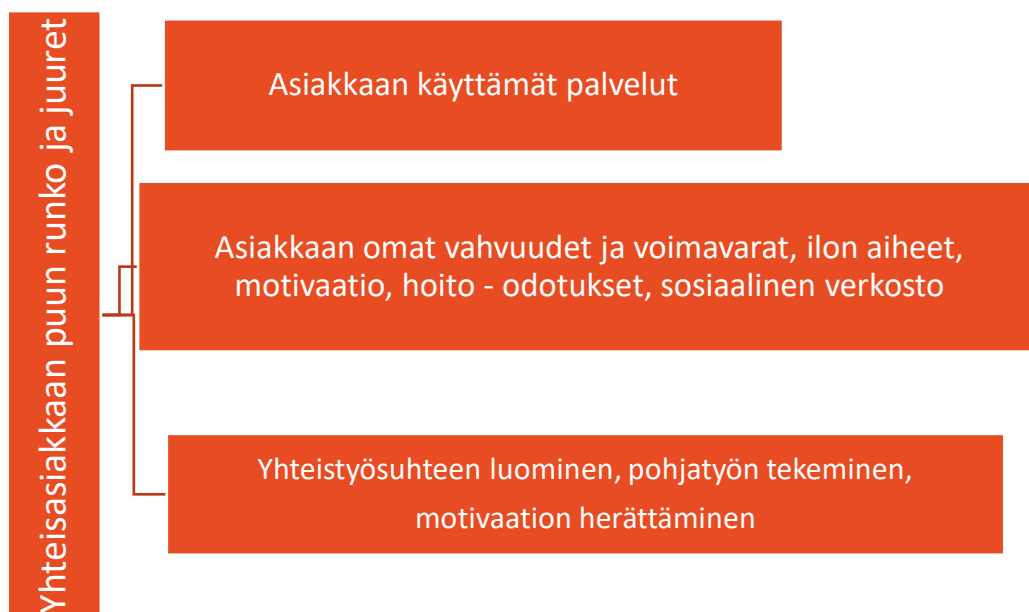 Yhteisasiakkaan puun runko ja juuret
Asiakkaan käyttämät palvelut
Asiakkaan omat vahvuudet ja voimavarat, ilon aiheet,
motivaatio, hoito - odotukset, sosiaalinen verkosto
Yhteistyösuhteen luominen, pohjatyön tekeminen,
motivaation herättäminen